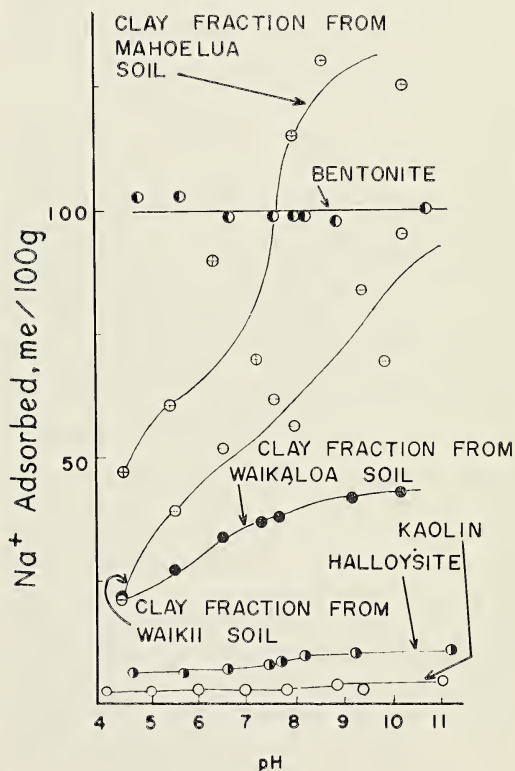 CLAY FRACTION FROM
MAHOELUA
SOIL
BENTONITE
100
Na+ Adsorbed, me/100g
50
CLAY FRACTION FROM
WAIKALOA SOIL
KAOLIN
HALLOYSITE
CLAY FRACTION FROM
WAIKII SOIL
4 5 6 7 8 9 10 11
pH